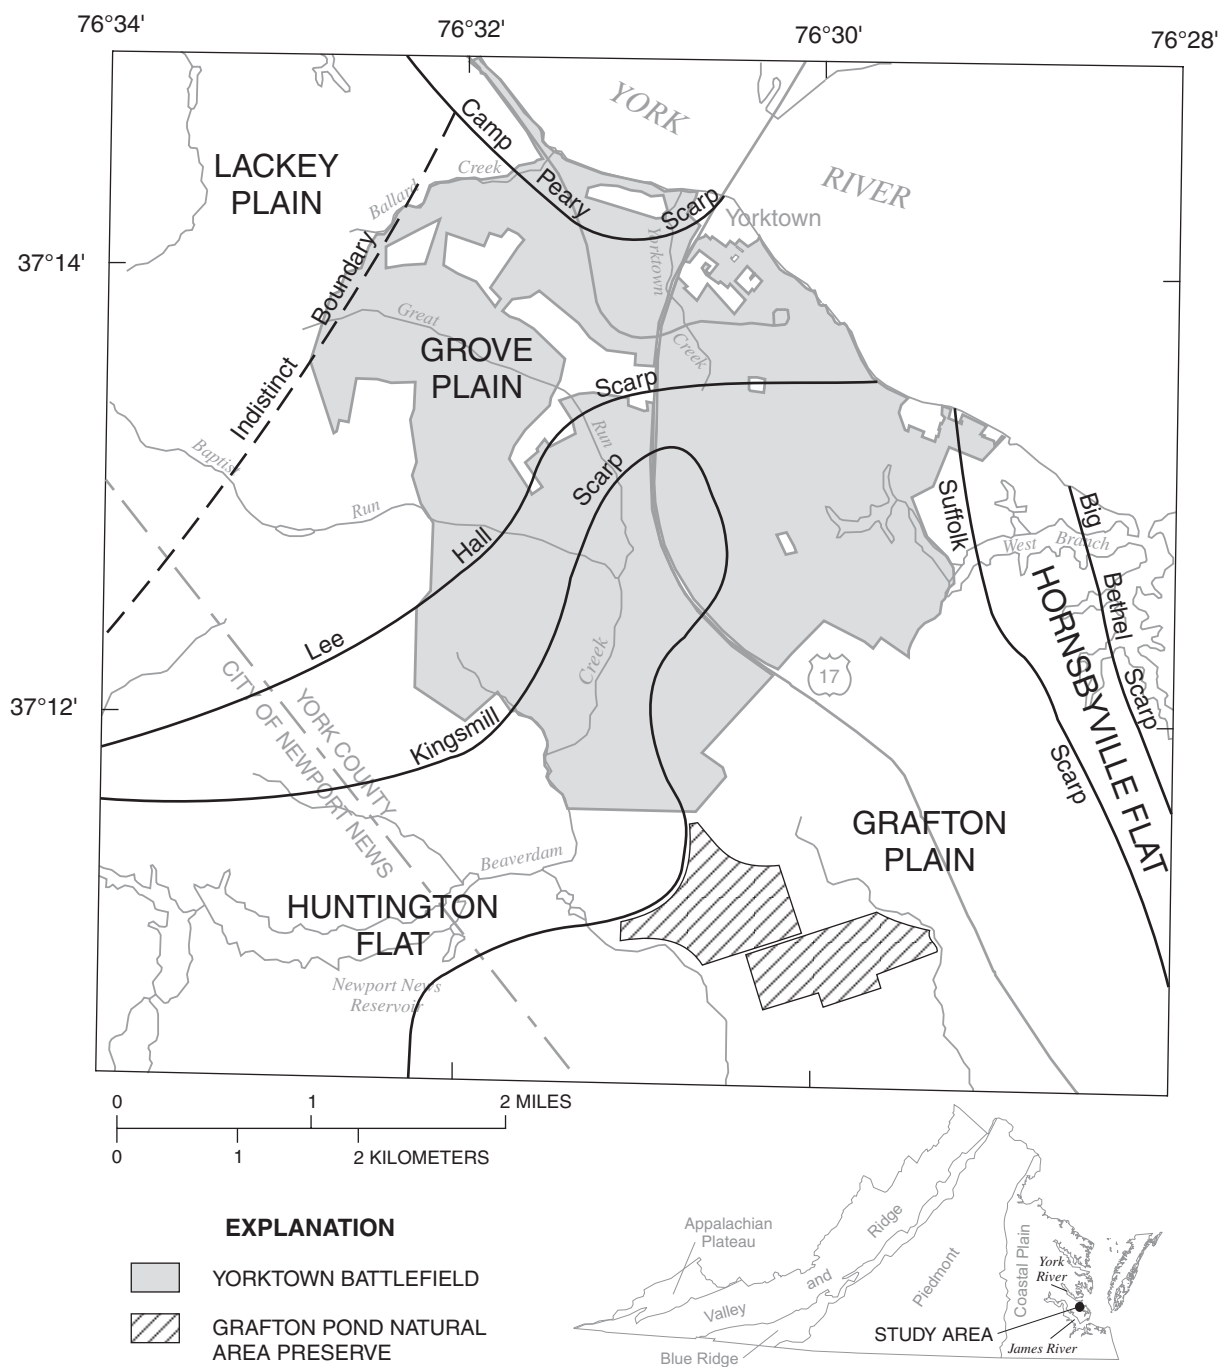 76°34'
76°32'
76°30'
76°28'
YORK
RIVER
Camp
Peary
Scarp
LACKEY
PLAIN
Ballard
Creek
Yorktown
37°14'
Indistinct
Boundary
Yorktown
Creek
Great
Run
GROVE
PLAIN
Lee
Hall
Scarp
Kingsmill
Scarp
Baptist
Run
Suffolk
Scarp
Big
Bethel
Scarp
West Branch
HORNSBYVILLE FLAT
Creek
17
37°12'
YORK COUNTY
CITY OF NEWPORT NEWS
Beaverdam
GRAFTON
PLAIN
HUNTINGTON
FLAT
Newport News
Reservoir
0 1 2 MILES
0 1 2 KILOMETERS
EXPLANATION
YORKTOWN BATTLEFIELD
GRAFTON POND NATURAL
AREA PRESERVE
Appalachian
Plateau
Valley and Ridge
Blue Ridge
Piedmont
Coastal Plain
York
River
STUDY AREA
James River